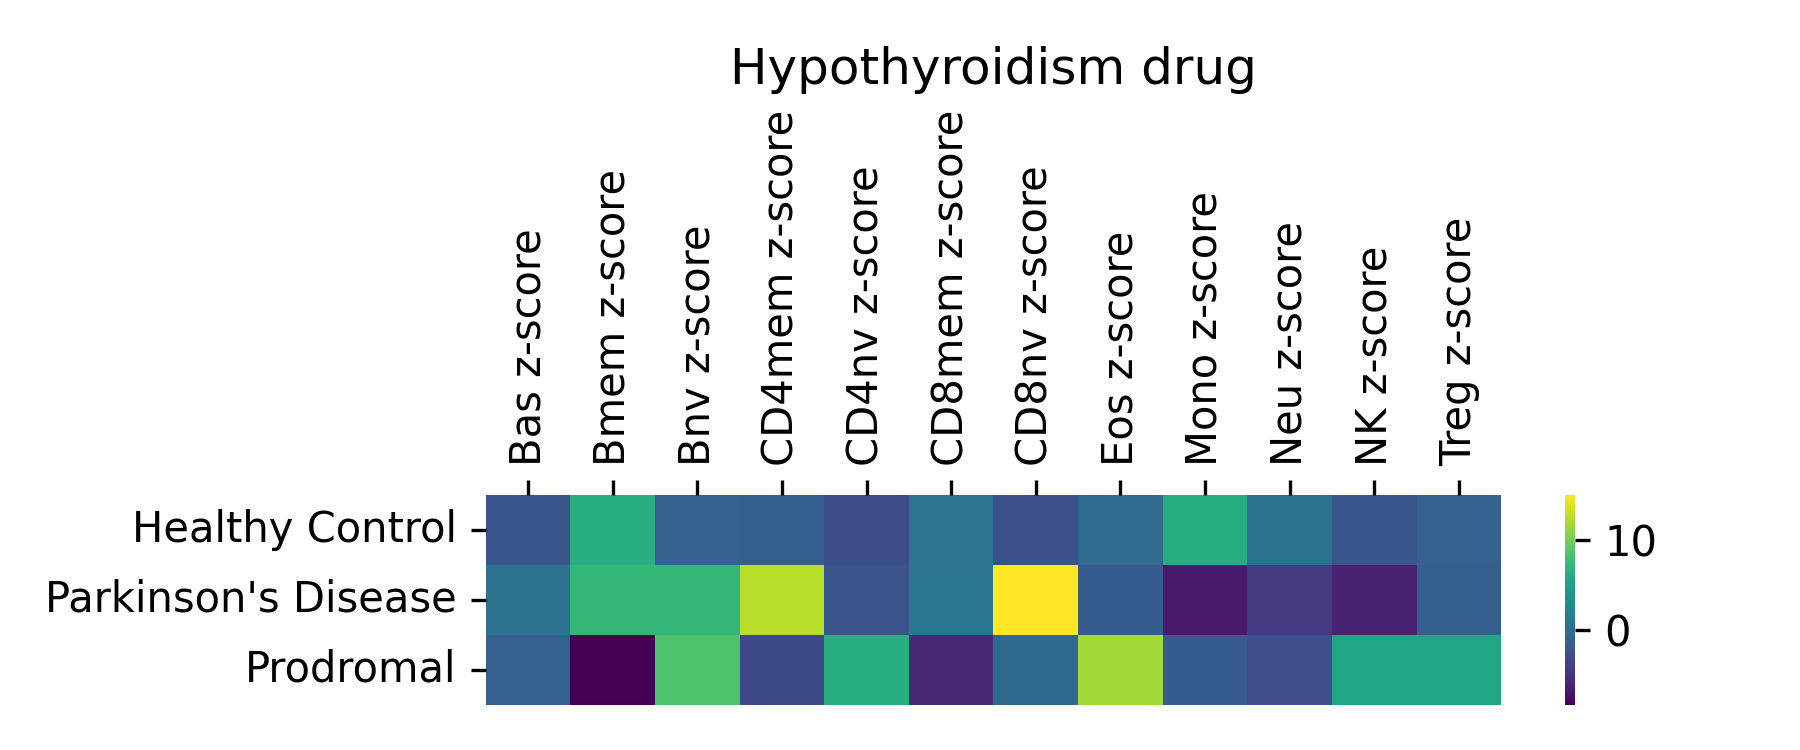 Hypothyroidism drug
Bas z-score
Bmem z-score
Bnv z-score
CD4mem z-score
CD4nv z-score
CD8mem z-score
CD8nv z-score
Eos z-score
Mono z-score
Neu z-score
NK z-score
Treg z-score
Healthy Control
Parkinson's Disease
Prodromal
10
0